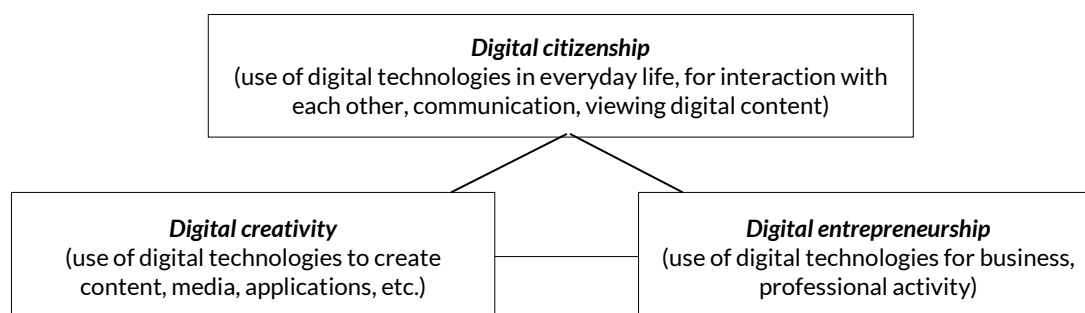 Digital citizenship
(use of digital technologies in everyday life, for interaction with
each other, communication, viewing digital content)
Digital creativity
(use of digital technologies to create
content, media, applications, etc.)
Digital entrepreneurship
(use of digital technologies for business,
professional activity)